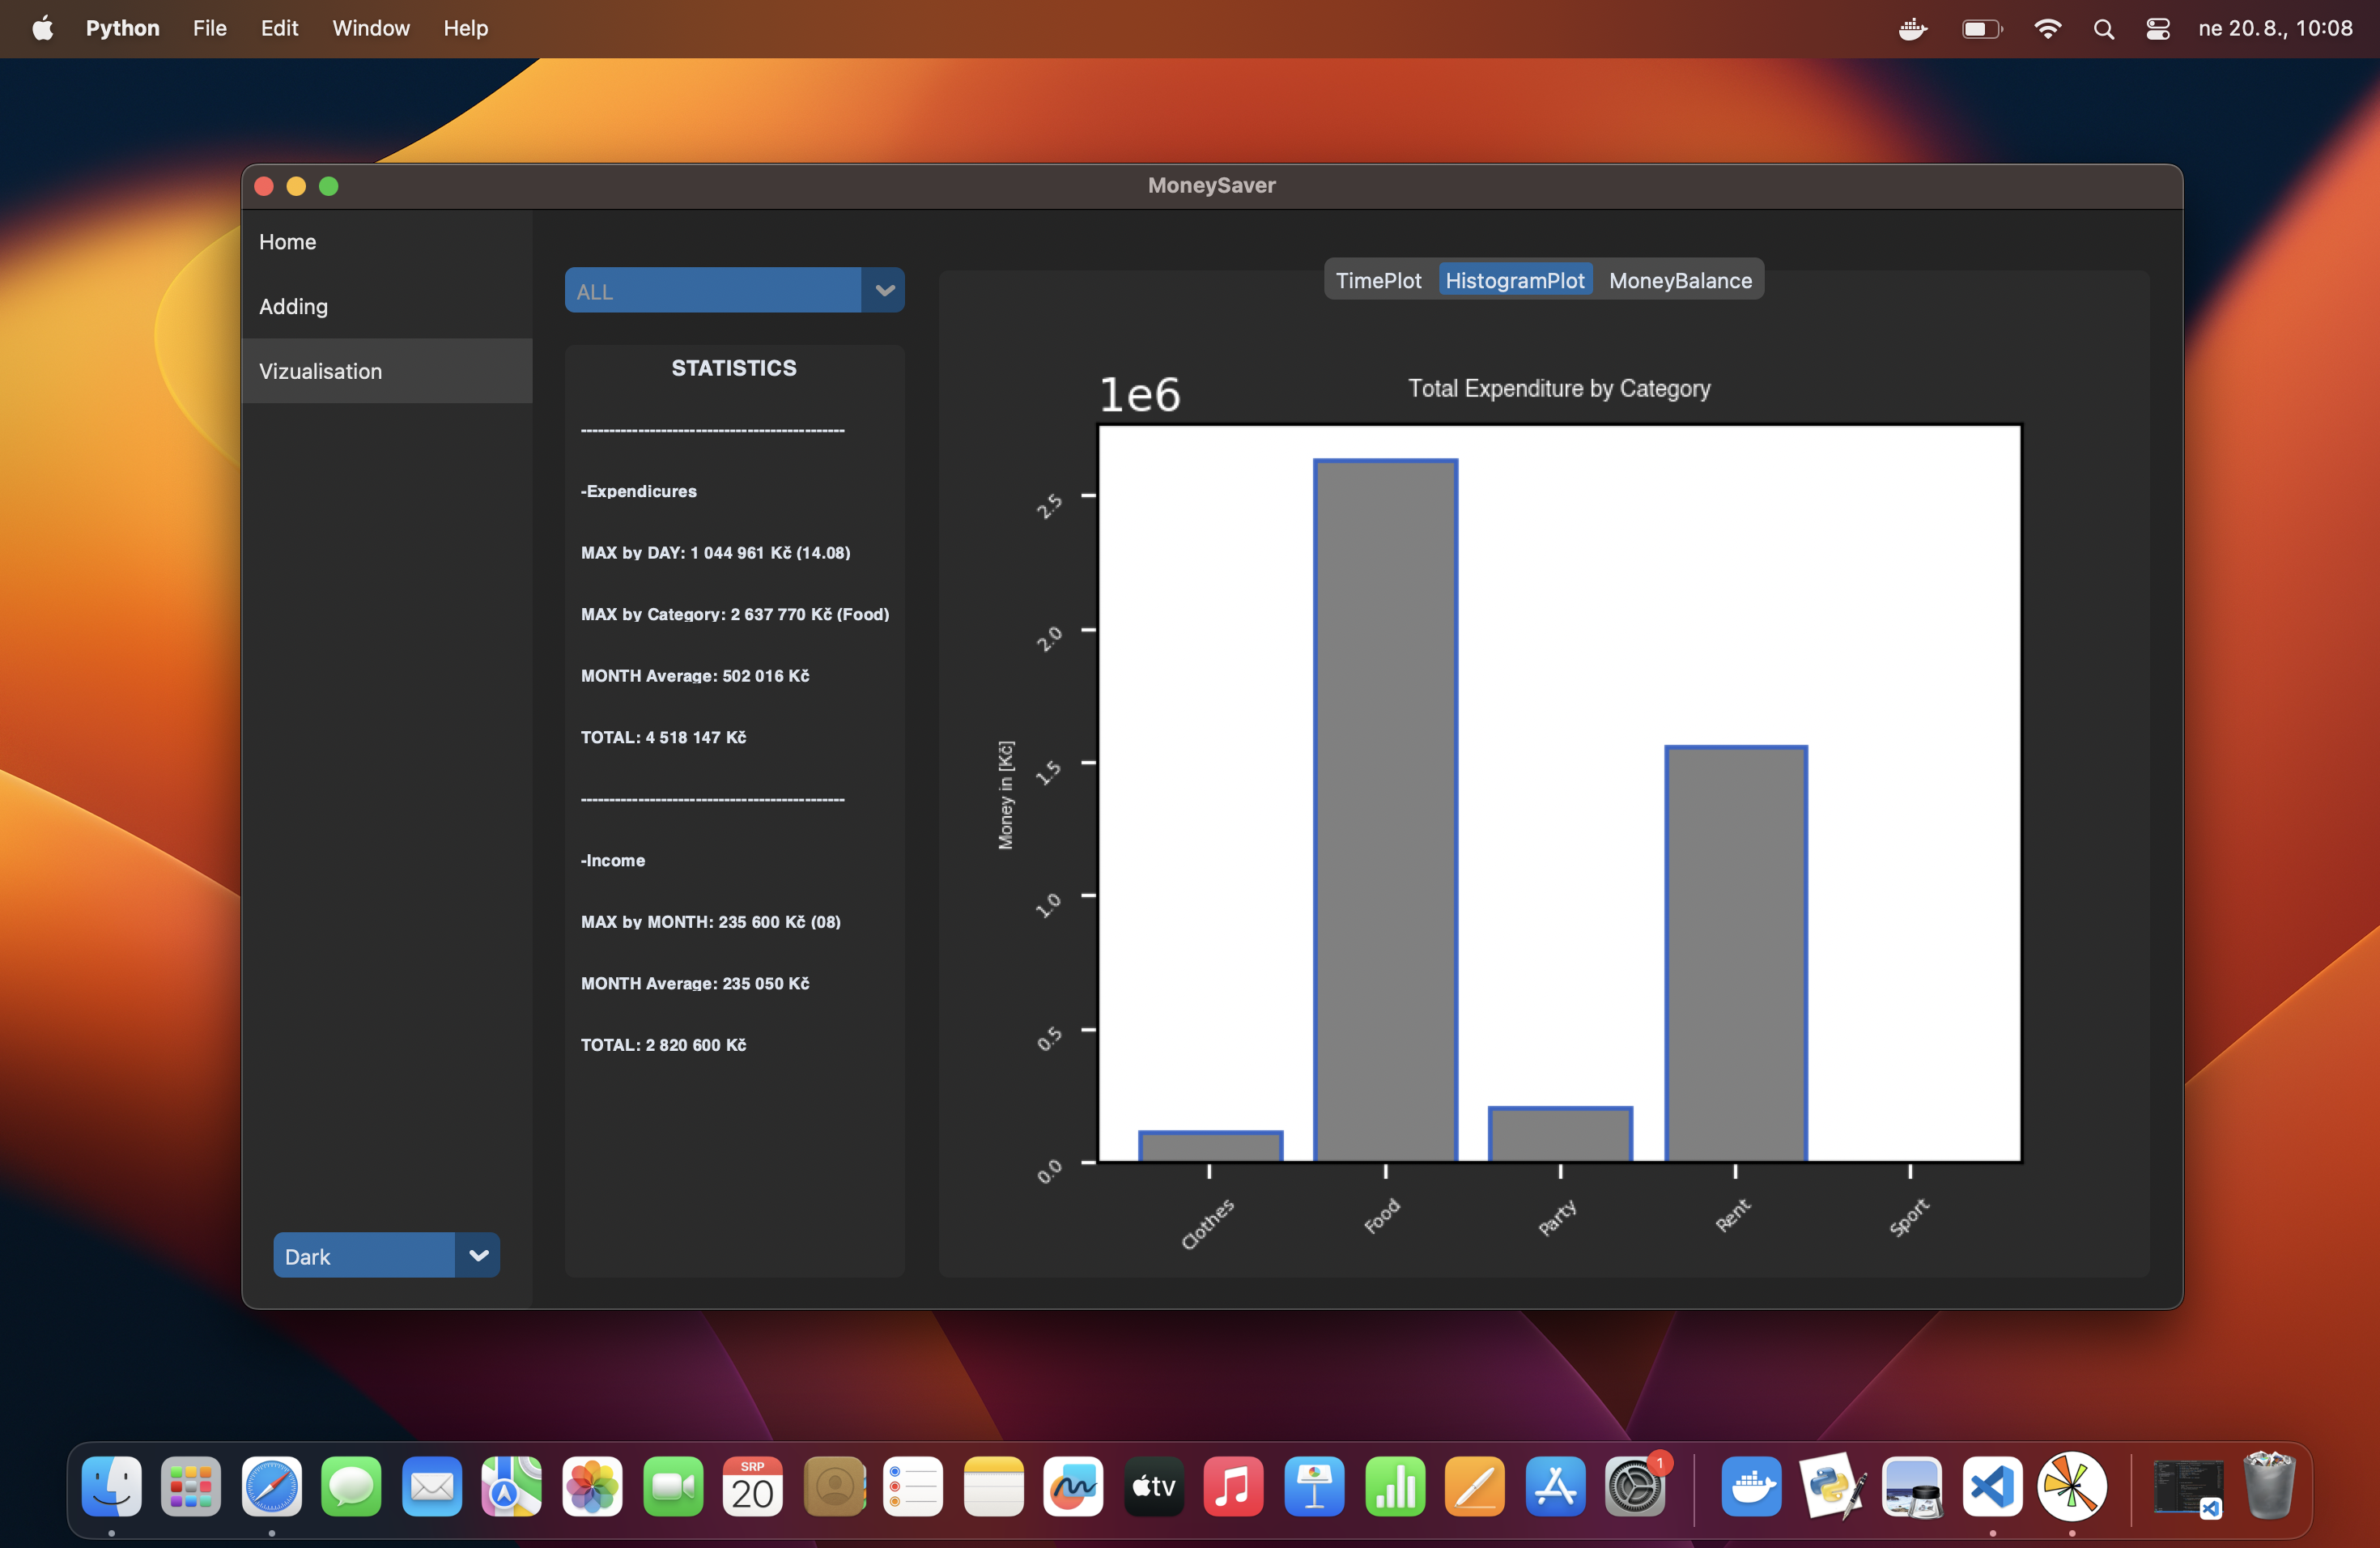 Python File Edit Window Help ne 20.8., 10:08
MoneySaver
Home
Adding
Vizualisation
Dark
ALL
STATISTICS
-----------------------------------------------
-Expendicures
MAX by DAY: 1 044 961 Kč (14.08)
MAX by Category: 2 637 770 Kč (Food)
MONTH Average: 502 016 Kč
TOTAL: 4 518 147 Kč
-----------------------------------------------
-Income
MAX by MONTH: 235 600 Kč (08)
MONTH Average: 235 050 Kč
TOTAL: 2 820 600 Kč
TimePlot HistogramPlot MoneyBalance
1e6
Total Expenditure by Category
Money in [Kč]
2.5
2.0
1.5
1.0
0.5
0.0
Clothes Food Party Rent Sport
SRP
20
tv
1